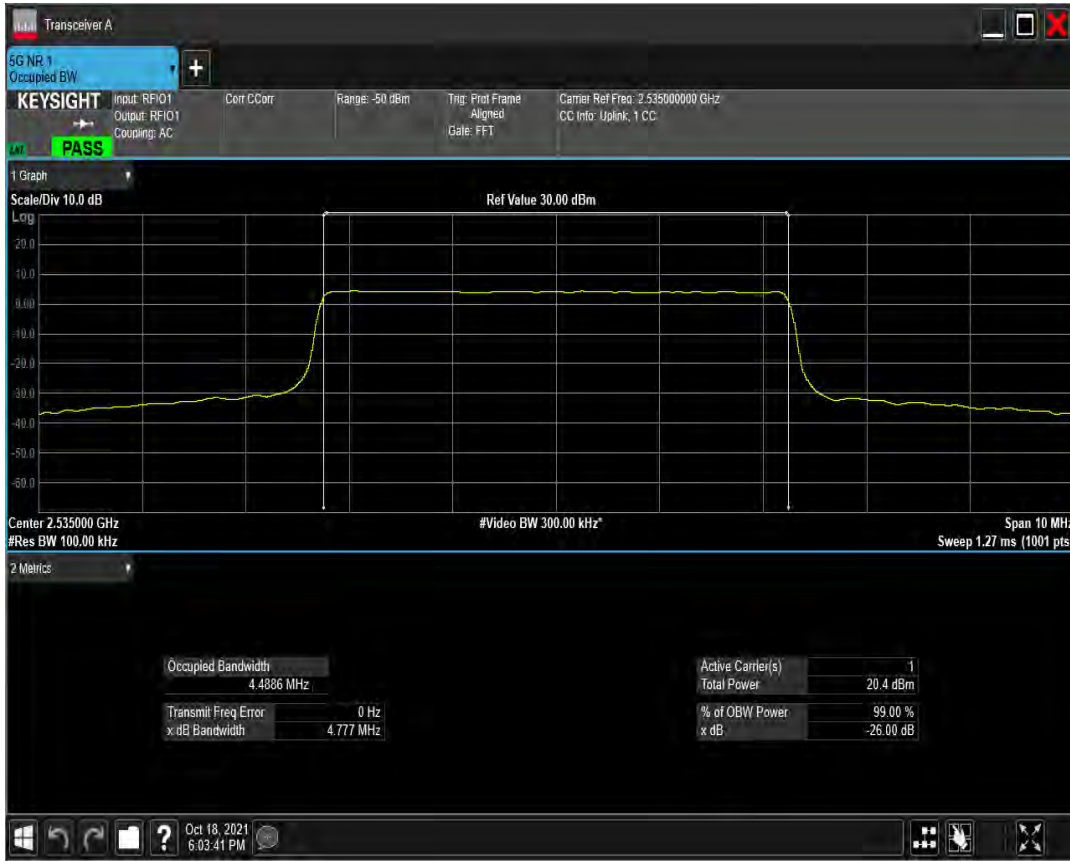 Transceiver A
5G NR 1
Occupied BW
+
KEYSIGHT
Input: RFIO1
Output: RFIO1
Coupling: AC
Corr CCorr
Range: -50 dBm
Trig: Prot Frame
Aligned
Gate: FFT
Carrier Ref Freq: 2.535000000 GHz
CC Info: Uplink, 1 CC
PASS
1 Graph
Scale/Div 10.0 dB
Ref Value 30.00 dBm
Log
20.0
10.0
0.00
-10.0
-20.0
-30.0
-40.0
-50.0
-60.0
Center 2.535000 GHz
#Video BW 300.00 kHz*
Span 10 MHz
#Res BW 100.00 kHz
Sweep 1.27 ms (1001 pts
2 Metrics
Occupied Bandwidth
4.4886 MHz
Transmit Freq Error 0 Hz
x dB Bandwidth 4.777 MHz
Active Carrier(s) 1
Total Power 20.4 dBm
% of OBW Power 99.00 %
x dB -26.00 dB
?
Oct 18, 2021
6:03:41 PM